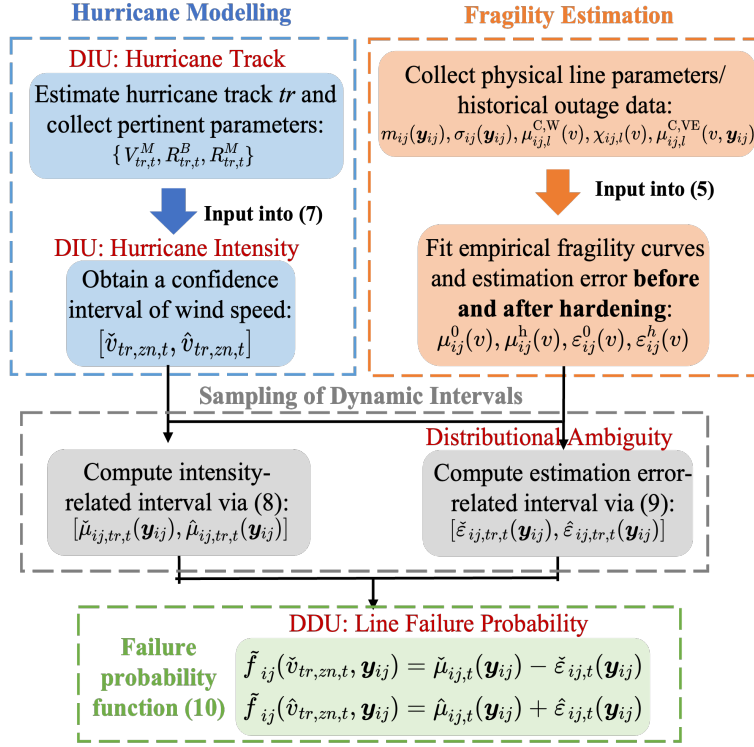 Hurricane Modelling
DIU: Hurricane Track
Estimate hurricane track tr and
collect pertinent parameters:
{V^M_{tr,t}, R^B_{tr,t}, R^M_{tr,t}}
Input into (7)
DIU: Hurricane Intensity
Obtain a confidence
interval of wind speed:
[v̌_{tr,zn,t}, v̂_{tr,zn,t}]
Fragility Estimation
Collect physical line parameters/
historical outage data:
m_{ij}(y_{ij}), σ_{ij}(y_{ij}), μ^{C,W}_{ij,l}(v), χ_{ij,l}(v), μ^{C,VE}_{ij,l}(v, y_{ij})
Input into (5)
Fit empirical fragility curves
and estimation error before
and after hardening:
μ^0_{ij}(v), μ^h_{ij}(v), ε^0_{ij}(v), ε^h_{ij}(v)
Sampling of Dynamic Intervals
Compute intensity-
related interval via (8):
[μ̌_{ij,tr,t}(y_{ij}), μ̂_{ij,tr,t}(y_{ij})]
Distributional Ambiguity
Compute estimation error-
related interval via (9):
[ε̌_{ij,tr,t}(y_{ij}), ε̂_{ij,tr,t}(y_{ij})]
DDU: Line Failure Probability
Failure
probability
function (10)
f̃_{ij}(v̌_{tr,zn,t}, y_{ij}) = μ̌_{ij,t}(y_{ij}) − ε̌_{ij,t}(y_{ij})
f̃_{ij}(v̂_{tr,zn,t}, y_{ij}) = μ̂_{ij,t}(y_{ij}) + ε̂_{ij,t}(y_{ij})